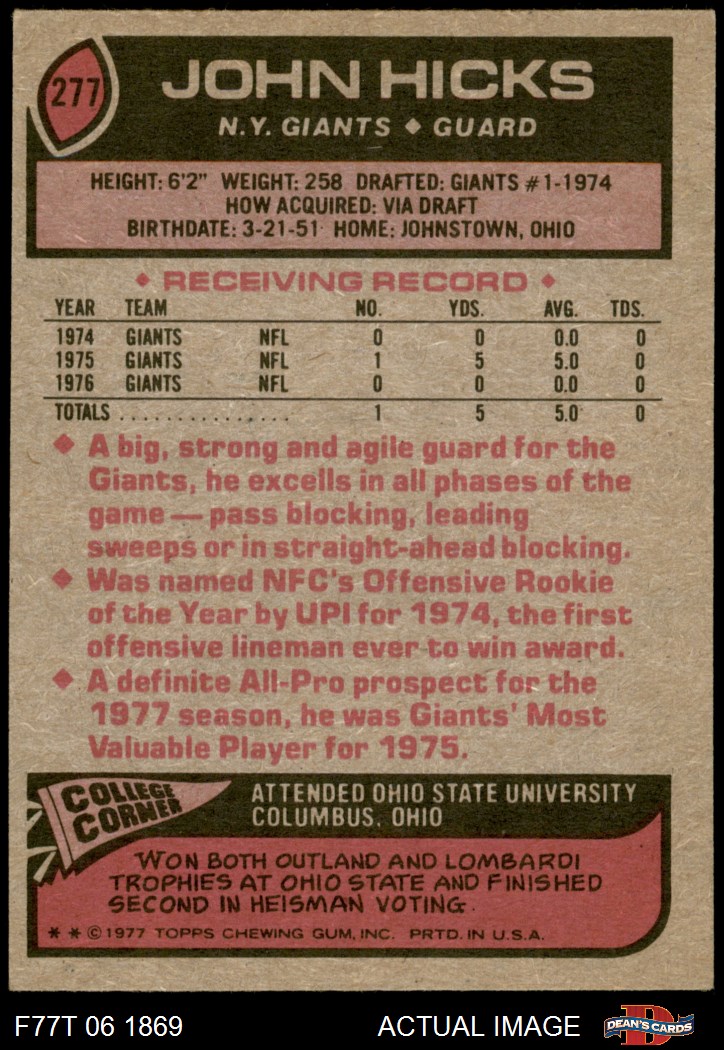 277
JOHN HICKS
N.Y. GIANTS ♦ GUARD
HEIGHT: 6'2" WEIGHT: 258 DRAFTED: GIANTS #1-1974
HOW ACQUIRED: VIA DRAFT
BIRTHDATE: 3-21-51 HOME: JOHNSTOWN, OHIO
♦ RECEIVING RECORD ♦
YEAR TEAM NO. YDS. AVG. TDS.
1974 GIANTS NFL 0 0 0.0 0
1975 GIANTS NFL 1 5 5.0 0
1976 GIANTS NFL 0 0 0.0 0
TOTALS ................ 1 5 5.0 0
♦ A big, strong and agile guard for the
Giants, he excells in all phases of the
game — pass blocking, leading
sweeps or in straight-ahead blocking.
♦ Was named NFC's Offensive Rookie
of the Year by UPI for 1974, the first
offensive lineman ever to win award.
♦ A definite All-Pro prospect for the
1977 season, he was Giants' Most
Valuable Player for 1975.
COLLEGE
CORNER
ATTENDED OHIO STATE UNIVERSITY
COLUMBUS, OHIO
WON BOTH OUTLAND AND LOMBARDI
TROPHIES AT OHIO STATE AND FINISHED
SECOND IN HEISMAN VOTING.
* * © 1977 TOPPS CHEWING GUM, INC. PRTD. IN U.S.A.
F77T 06 1869 ACTUAL IMAGE
D
DEAN'S CARDS